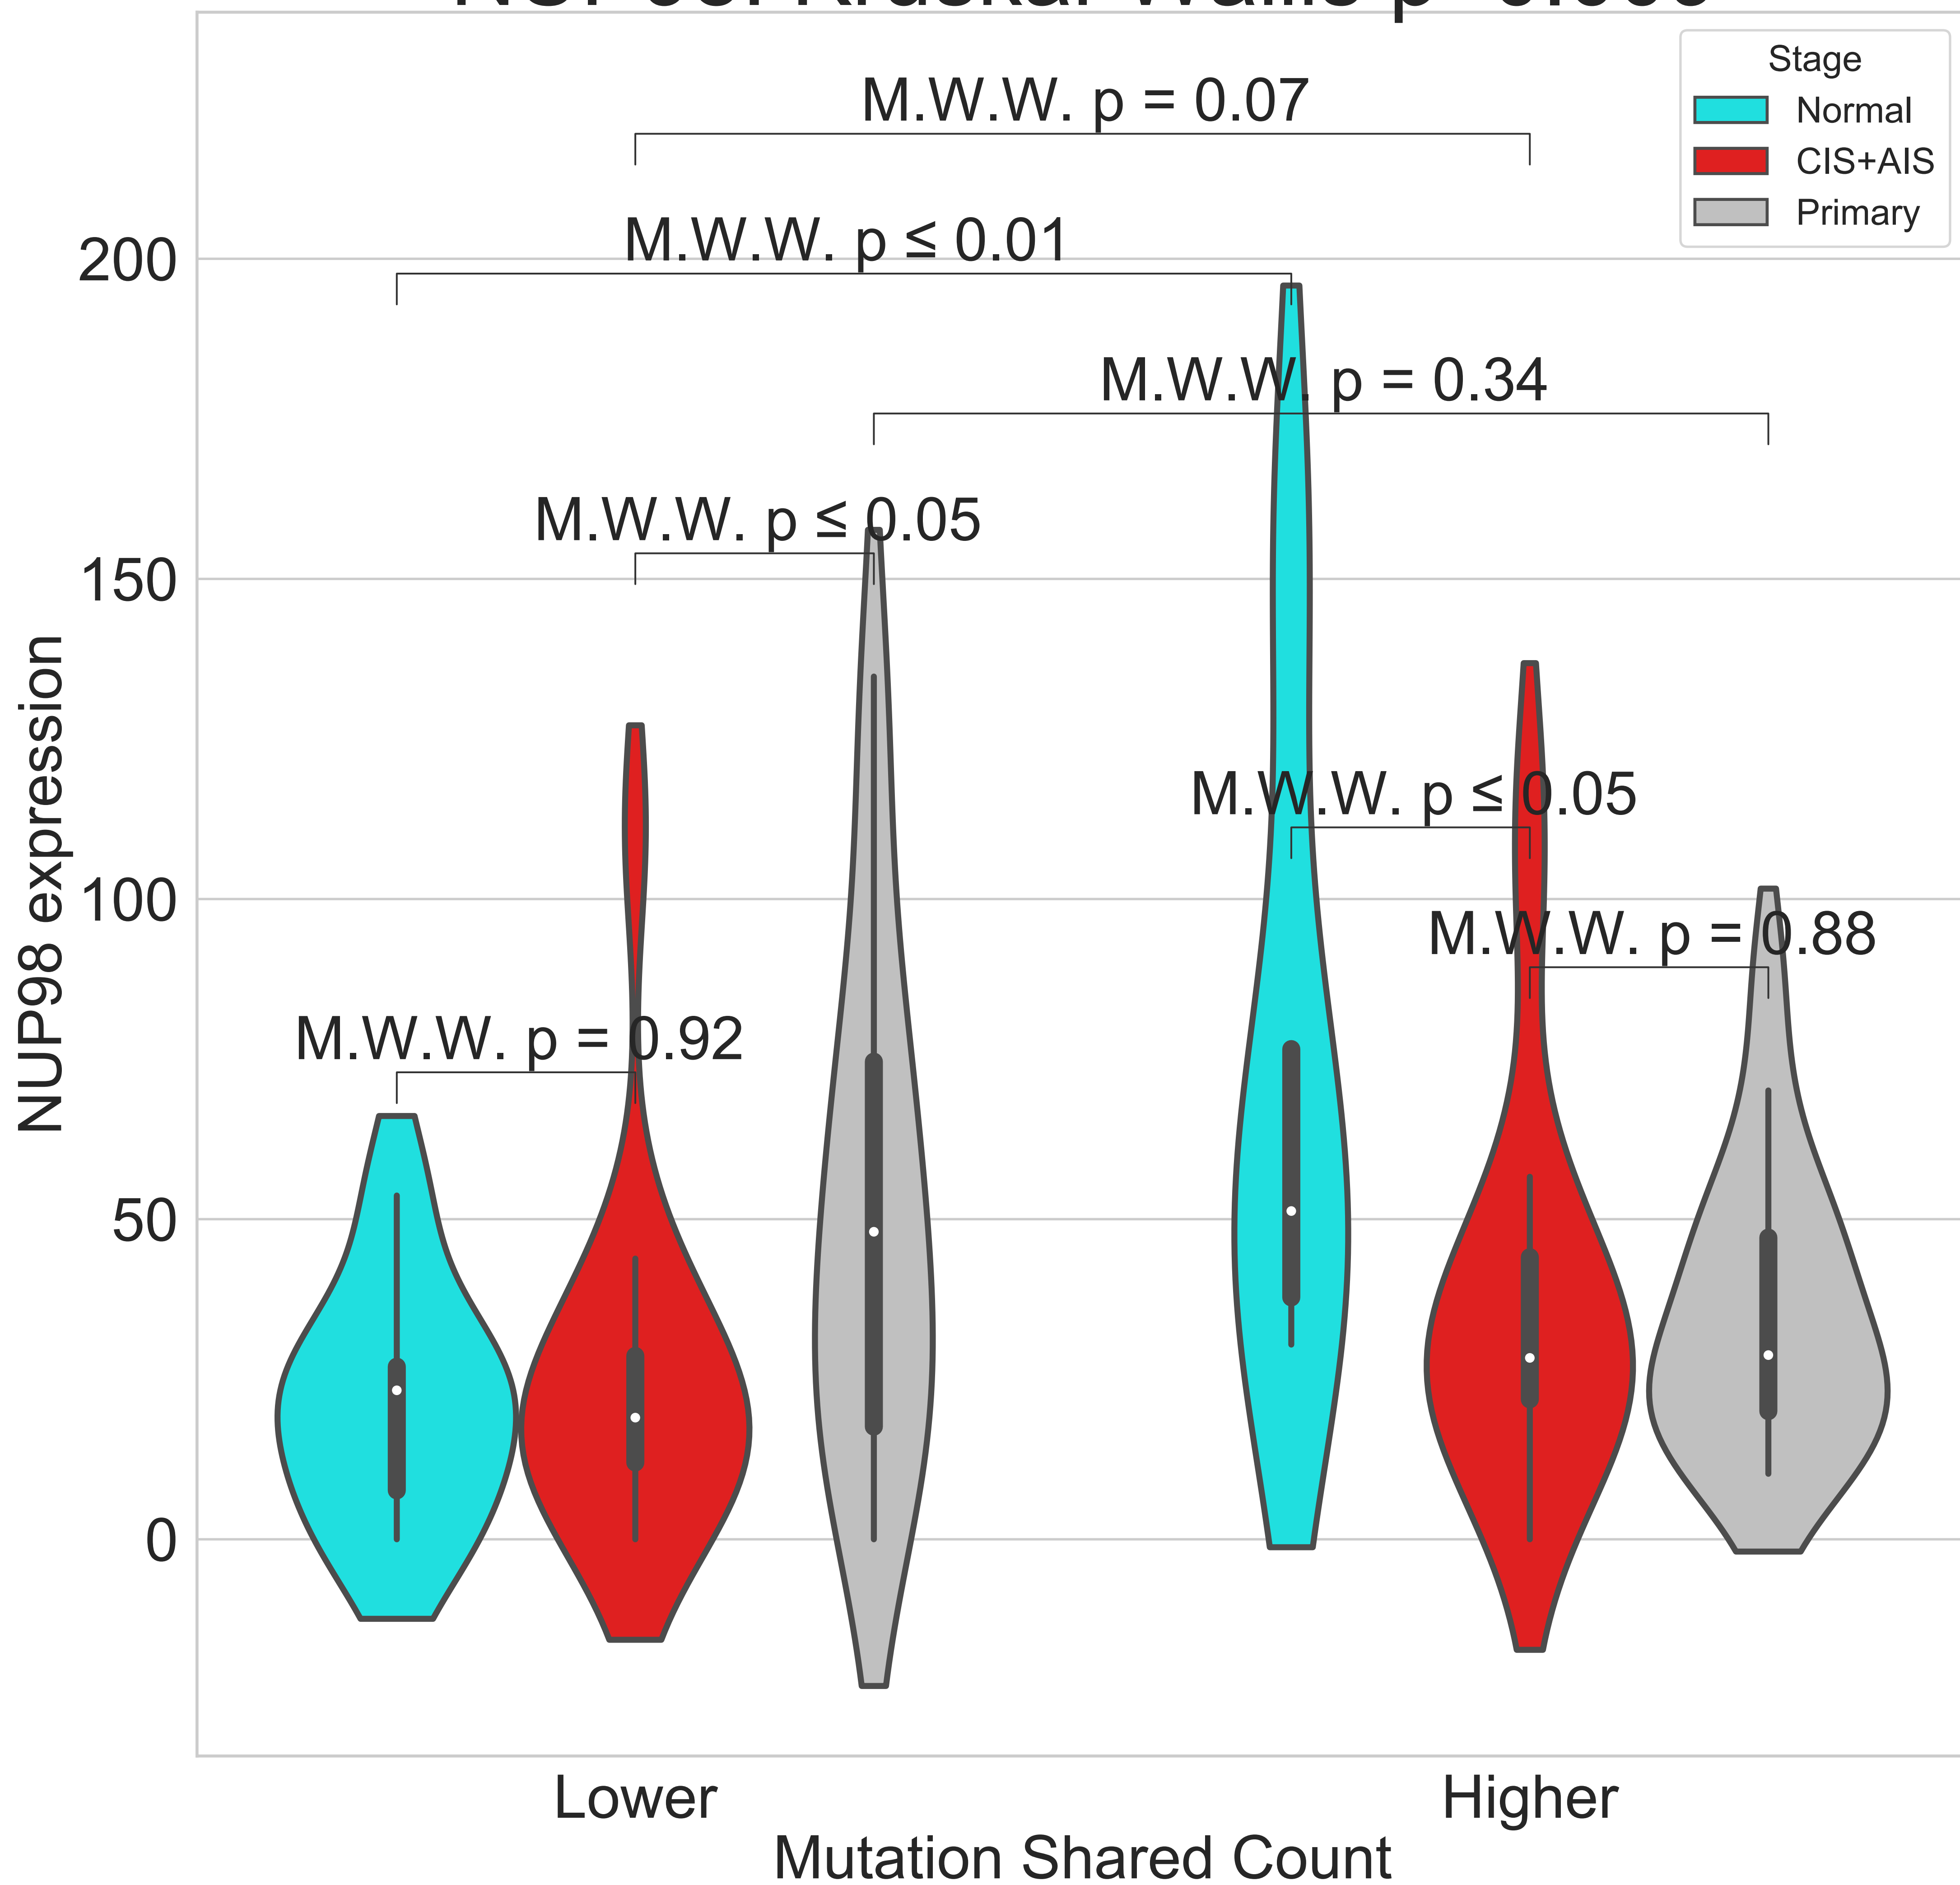 Stage
Normal
CIS+AIS
Primary
M.W.W. p = 0.07
M.W.W. p ≤ 0.01
M.W.W. p = 0.34
M.W.W. p ≤ 0.05
M.W.W. p ≤ 0.05
M.W.W. p = 0.88
M.W.W. p = 0.92
200
150
100
50
0
NUP98 expression
Lower
Higher
Mutation Shared Count